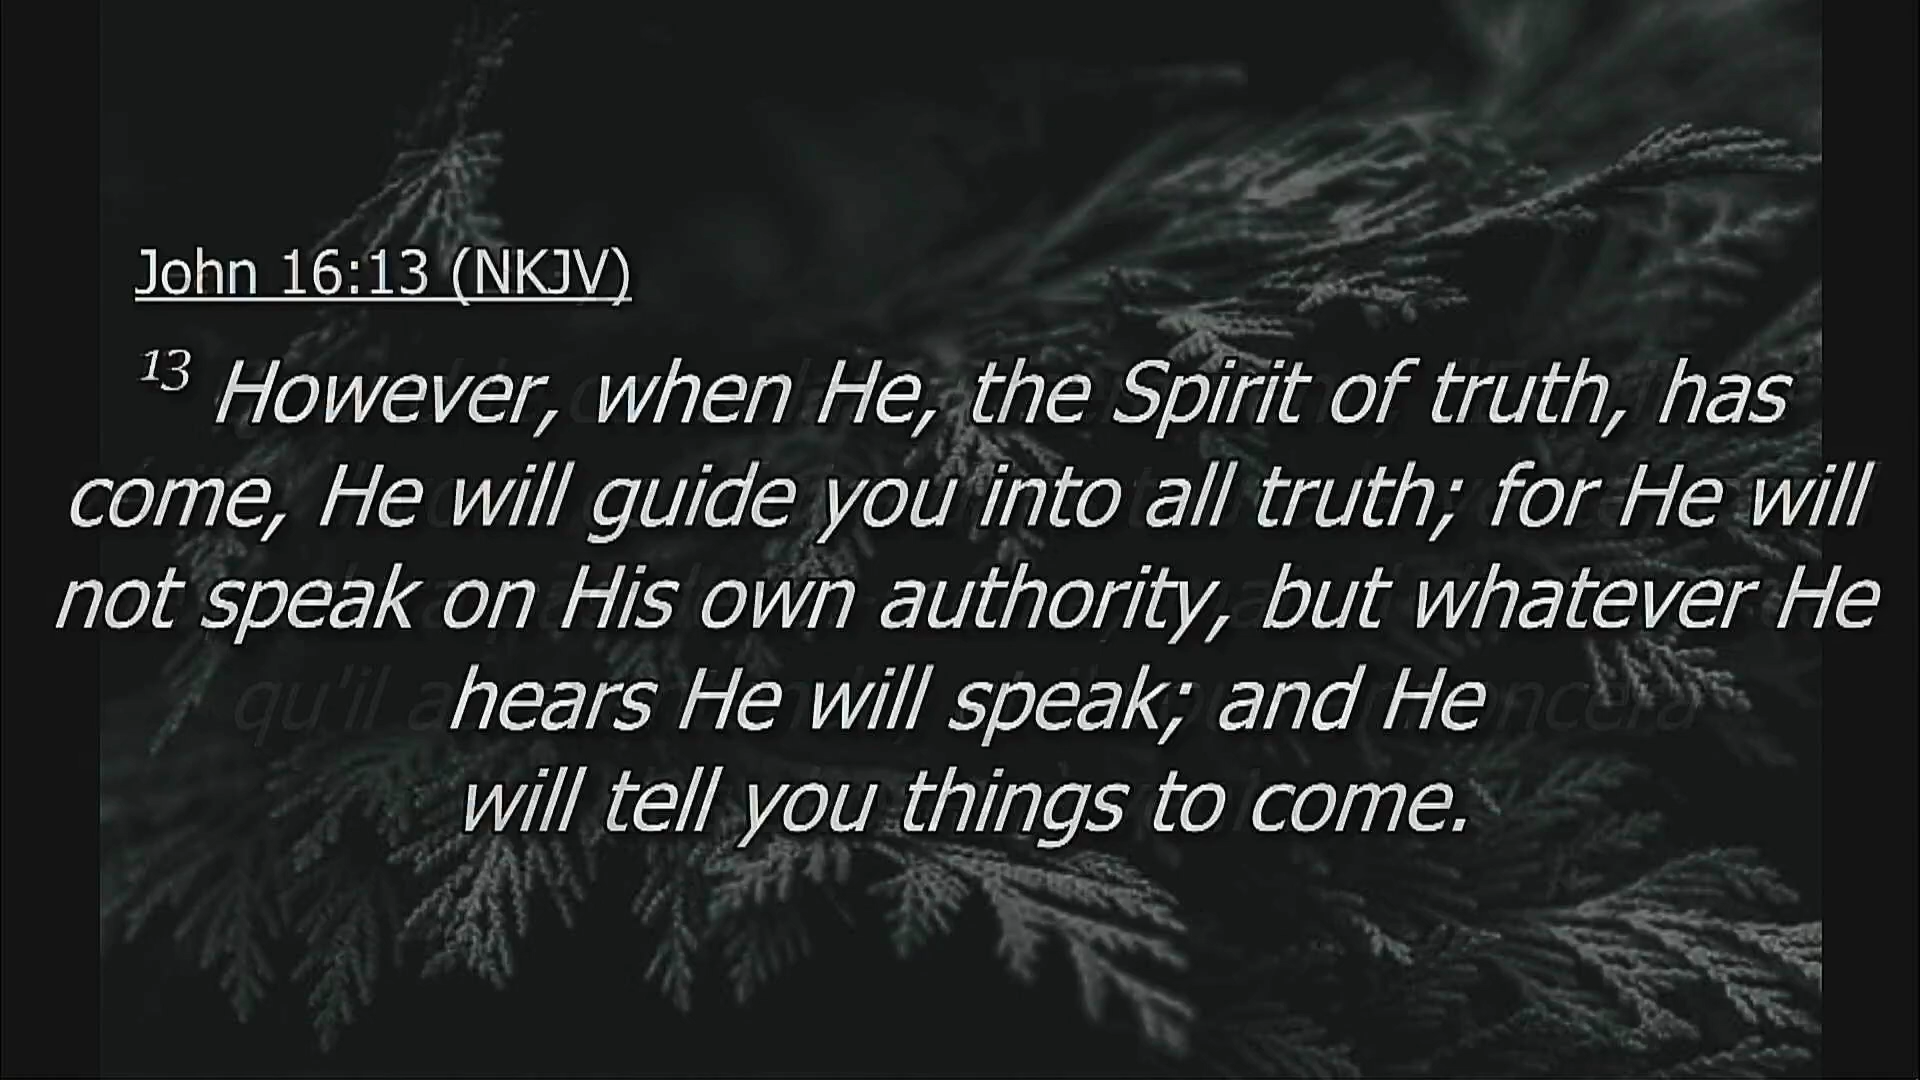 John 16:13 (NKJV)
13 However, when He, the Spirit of truth, has
come, He will guide you into all truth; for He will
not speak on His own authority, but whatever He
hears He will speak; and He
will tell you things to come.
qu'il